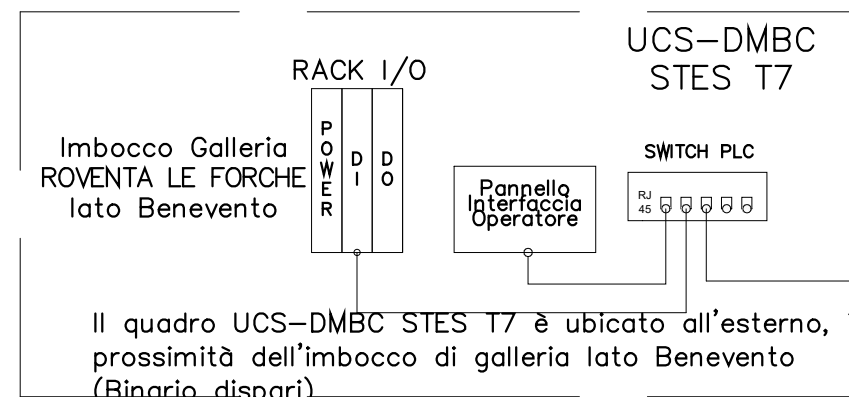 UCS-DMBC
STES T7
RACK I/O
Imbocco Galleria
ROVENTA LE FORCHE
lato Benevento
POWER
DI
DO
Pannello
Interfaccia
Operatore
SWITCH PLC
RJ
45
Il quadro UCS-DMBC STES T7 è ubicato all'esterno,
prossimità dell'imbocco di galleria lato Benevento
(Binario dispari)